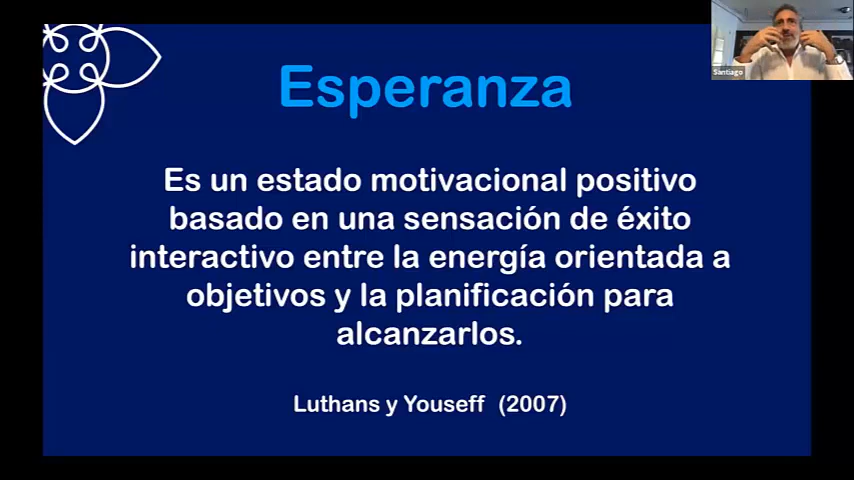 Esperanza
Santiago
Es un estado motivacional positivo
basado en una sensación de éxito
interactivo entre la energía orientada a
objetivos y la planificación para
alcanzarlos.
Luthans y Youseff (2007)